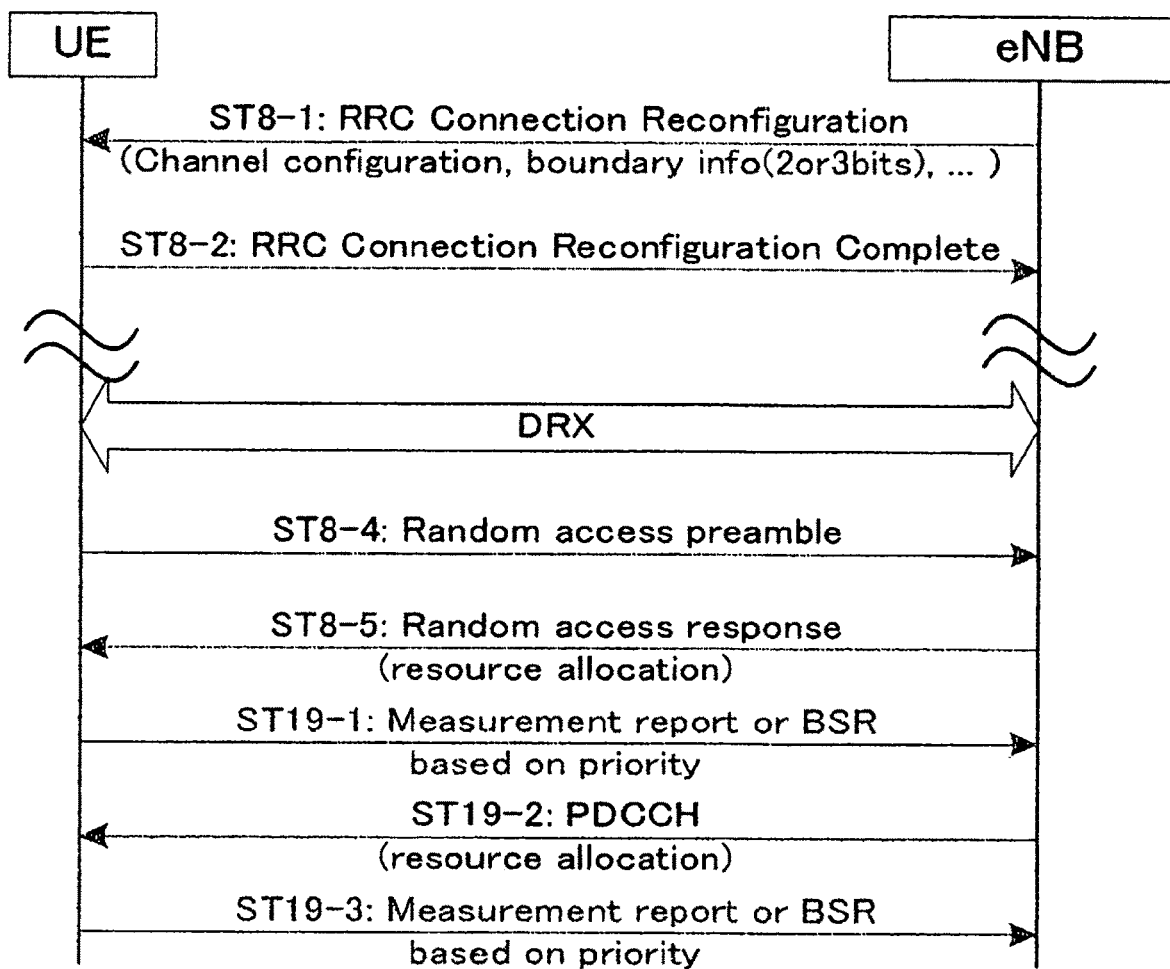 UE
eNB
ST8-1: RRC Connection Reconfiguration
(Channel configuration, boundary info(2or3bits), ... )
ST8-2: RRC Connection Reconfiguration Complete
DRX
ST8-4: Random access preamble
ST8-5: Random access response
(resource allocation)
ST19-1: Measurement report or BSR
based on priority
ST19-2: PDCCH
(resource allocation)
ST19-3: Measurement report or BSR
based on priority